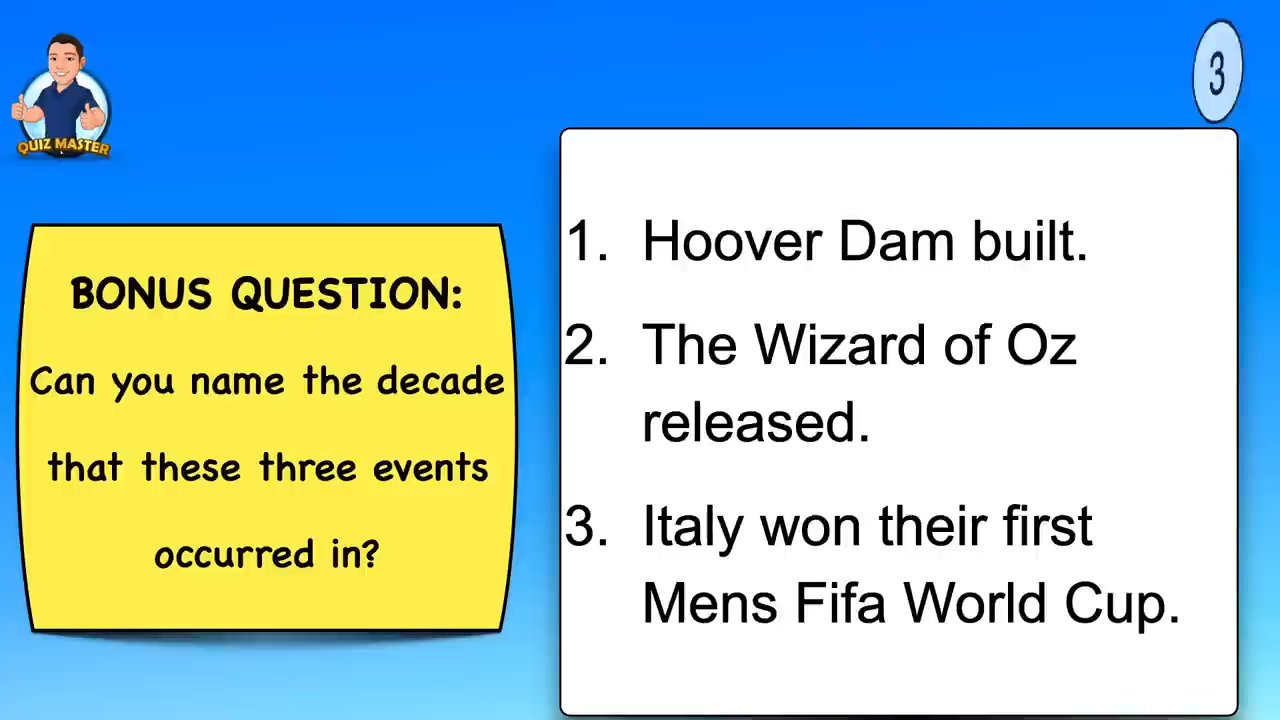 3
QUIZ MASTER
BONUS QUESTION:
Can you name the decade
that these three events
occurred in?
1. Hoover Dam built.
2. The Wizard of Oz
released.
3. Italy won their first
Mens Fifa World Cup.